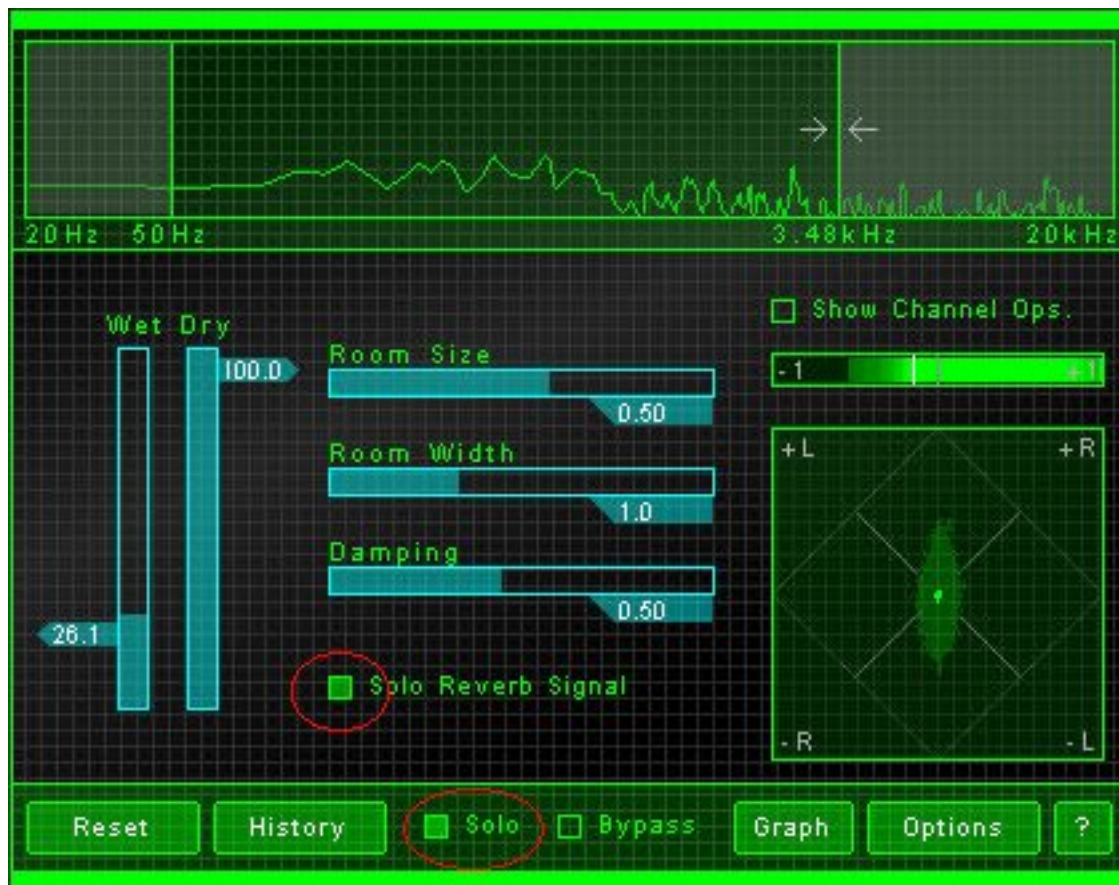 20Hz 50Hz 3.48kHz 20kHz
Show Channel Ops.
Wet Dry
-1 +1
Room Size
100.0
0.50
+L +R
Room Width
1.0
Damping
0.50
26.1
Solo Reverb Signal
-R -L
Reset History Solo Bypass Graph Options ?